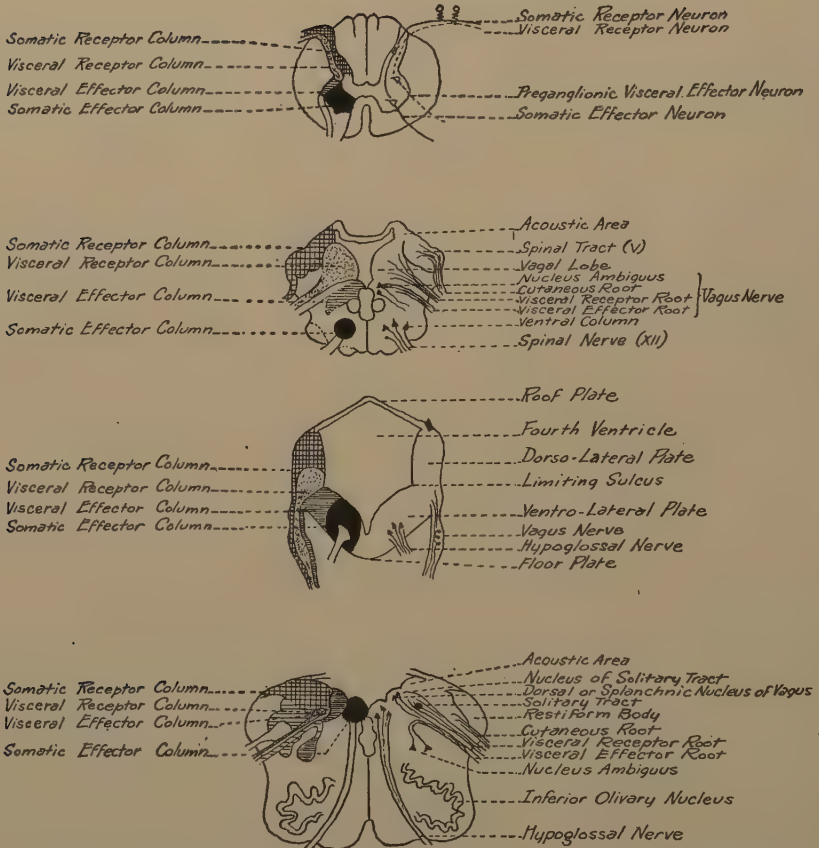 Somatic Receptor Column
Visceral Receptor Column
Visceral Effector Column
Somatic Effector Column
Somatic Receptor Neuron
Visceral Receptor Neuron
Preganglionic Visceral Effector Neuron
Somatic Effector Neuron
Somatic Receptor Column
Visceral Receptor Column
Visceral Effector Column
Somatic Effector Column
Acoustic Area
Spinal Tract (V)
Vagal Lobe
Nucleus Ambiguus
Cutaneous Root
Visceral Receptor Root
Visceral Effector Root
Vagus Nerve
Ventral Column
Spinal Nerve (XII)
Somatic Receptor Column
Visceral Receptor Column
Visceral Effector Column
Somatic Effector Column
Roof Plate
Fourth Ventricle
Dorso-Lateral Plate
Limiting Sulcus
Ventro-Lateral Plate
Vagus Nerve
Hypoglossal Nerve
Floor Plate
Somatic Receptor Column
Visceral Receptor Column
Visceral Effector Column
Somatic Effector Column
Acoustic Area
Nucleus of Solitary Tract
Dorsal or Splanchnic Nucleus of Vagus
Solitary Tract
Restiform Body
Cutaneous Root
Visceral Receptor Root
Visceral Effector Root
Nucleus Ambiguus
Inferior Olivary Nucleus
Hypoglossal Nerve